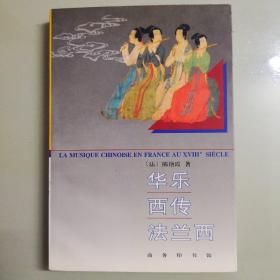 LA MUSIQUE CHINOISE EN FRANCE AU XVIIIᵉ SIÈCLE
〔法〕陈艳霞 著
华乐
西传
法兰西
商务印书馆